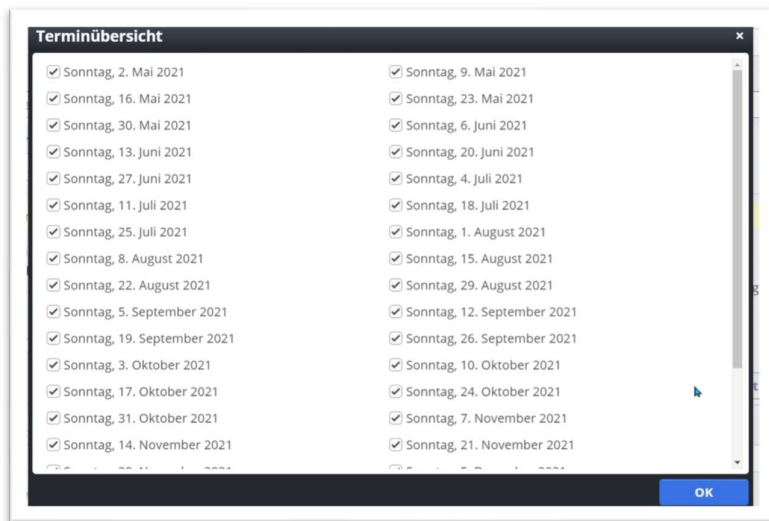 Terminübersicht ×
Sonntag, 2. Mai 2021 Sonntag, 9. Mai 2021
Sonntag, 16. Mai 2021 Sonntag, 23. Mai 2021
Sonntag, 30. Mai 2021 Sonntag, 6. Juni 2021
Sonntag, 13. Juni 2021 Sonntag, 20. Juni 2021
Sonntag, 27. Juni 2021 Sonntag, 4. Juli 2021
Sonntag, 11. Juli 2021 Sonntag, 18. Juli 2021
Sonntag, 25. Juli 2021 Sonntag, 1. August 2021
Sonntag, 8. August 2021 Sonntag, 15. August 2021
Sonntag, 22. August 2021 Sonntag, 29. August 2021
Sonntag, 5. September 2021 Sonntag, 12. September 2021
Sonntag, 19. September 2021 Sonntag, 26. September 2021
Sonntag, 3. Oktober 2021 Sonntag, 10. Oktober 2021
Sonntag, 17. Oktober 2021 Sonntag, 24. Oktober 2021
Sonntag, 31. Oktober 2021 Sonntag, 7. November 2021
Sonntag, 14. November 2021 Sonntag, 21. November 2021
OK